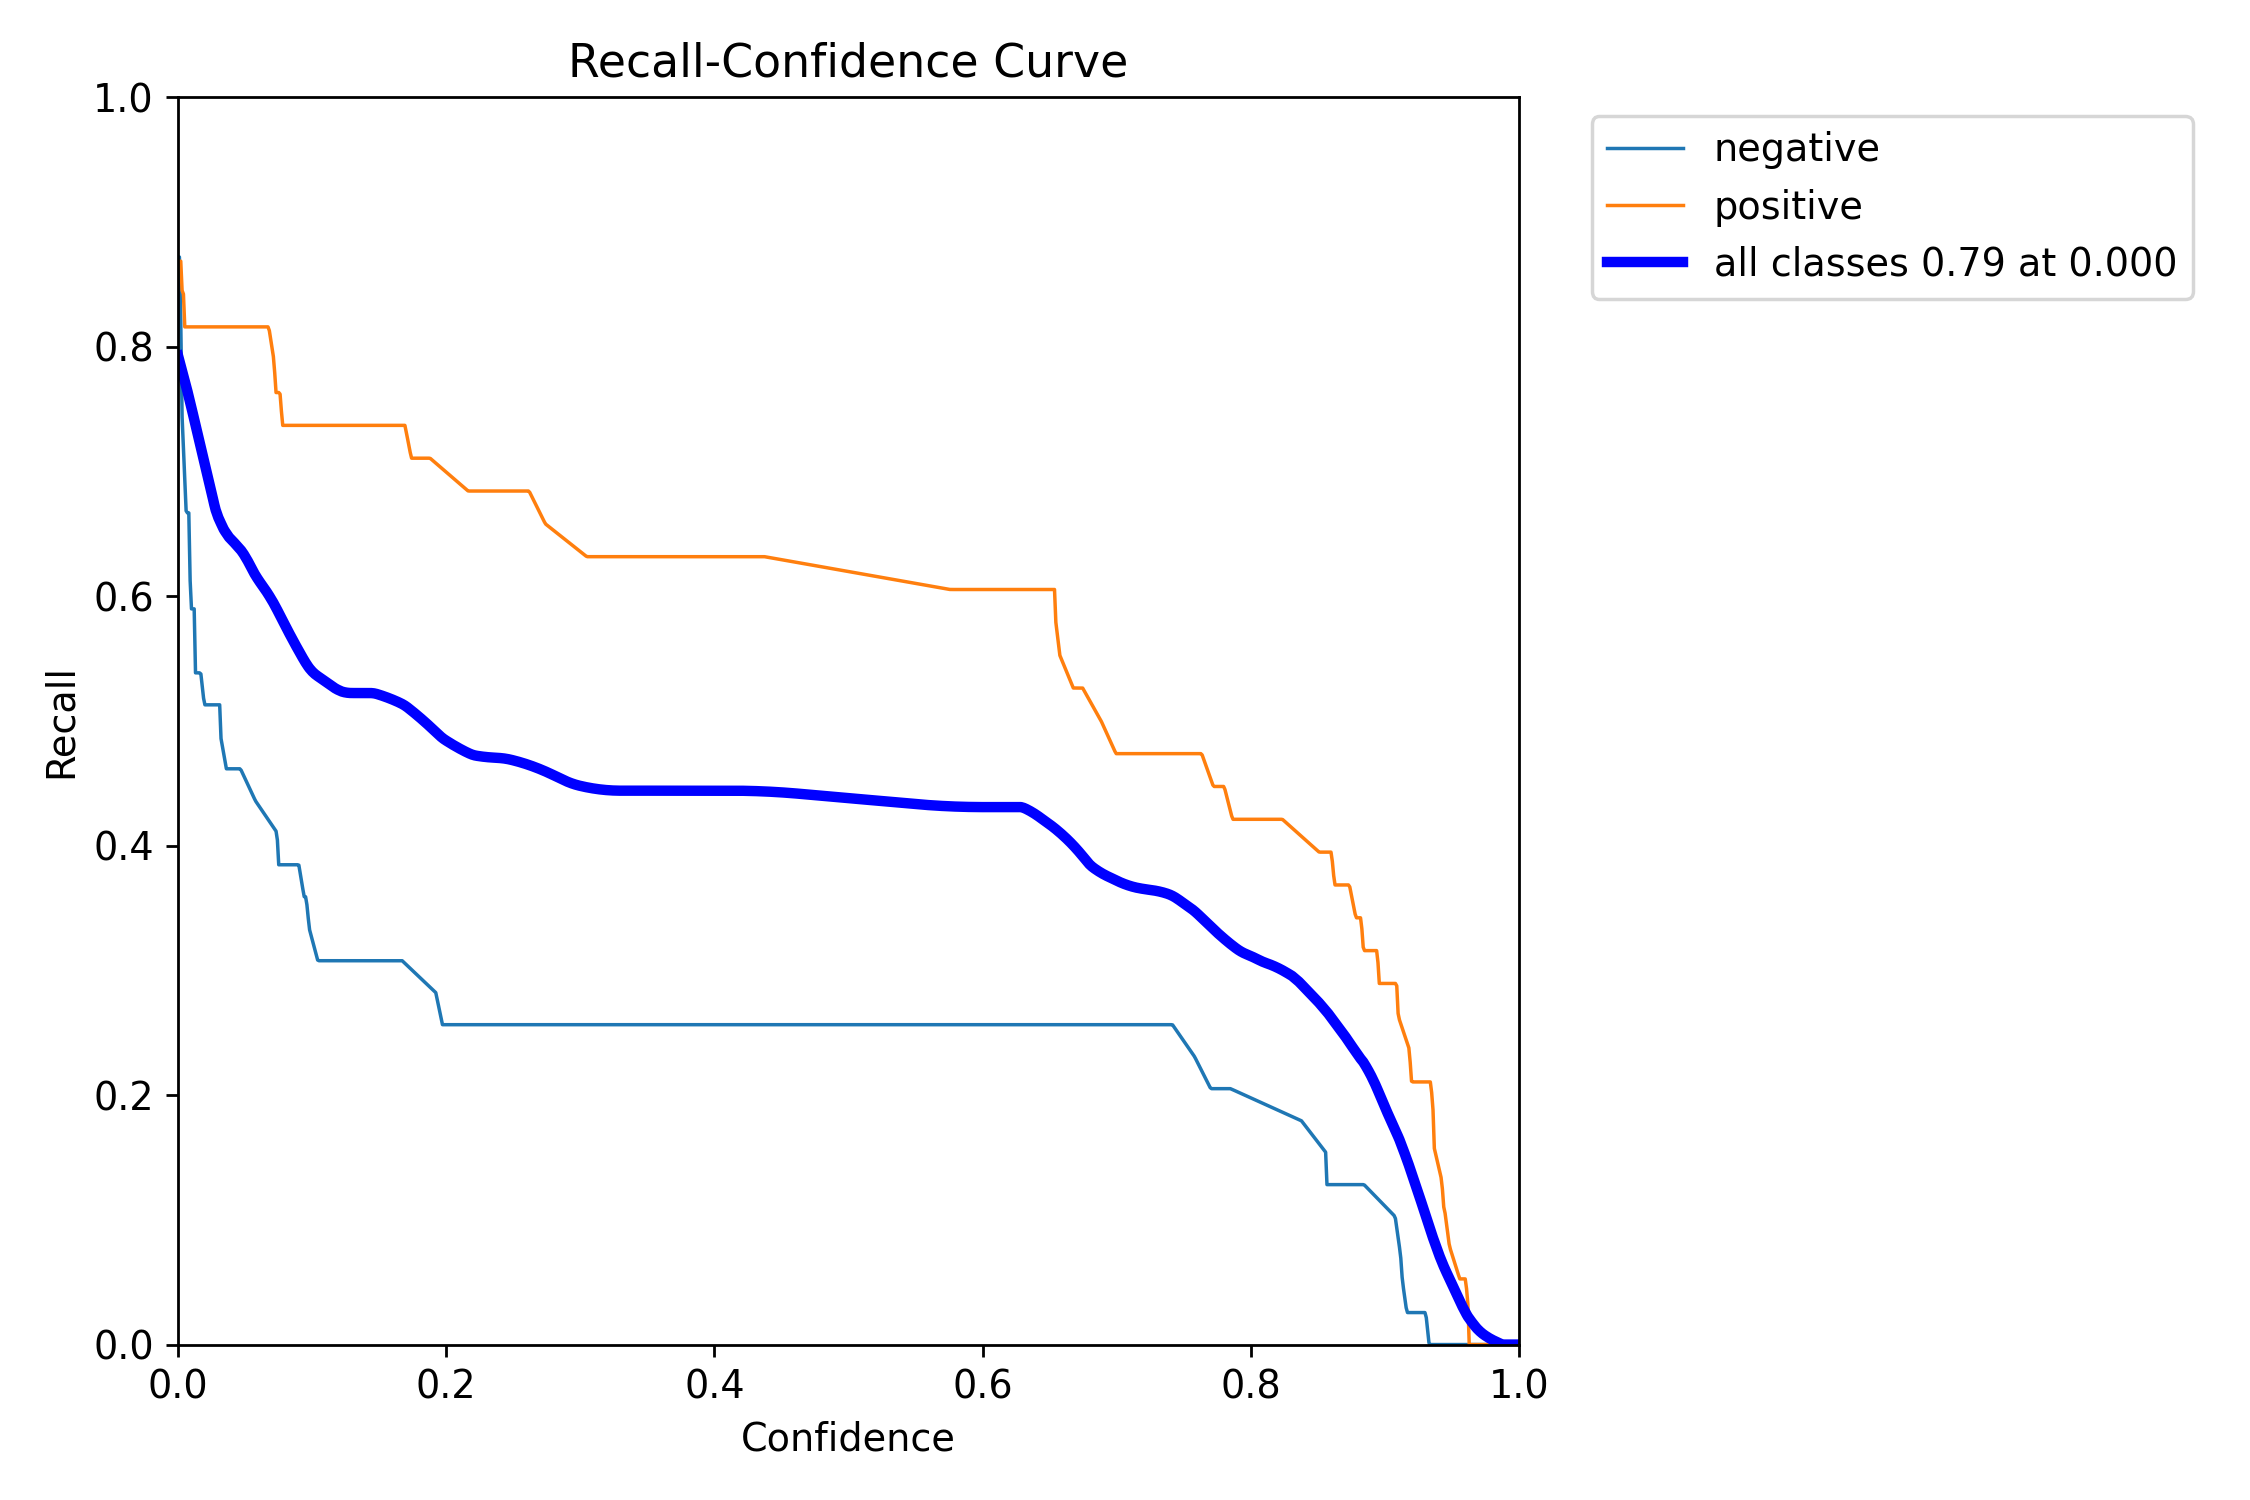 Recall-Confidence Curve
1.0
0.8
0.6
0.4
0.2
0.0
Recall
0.0 0.2 0.4 0.6 0.8 1.0
Confidence
negative
positive
all classes 0.79 at 0.000